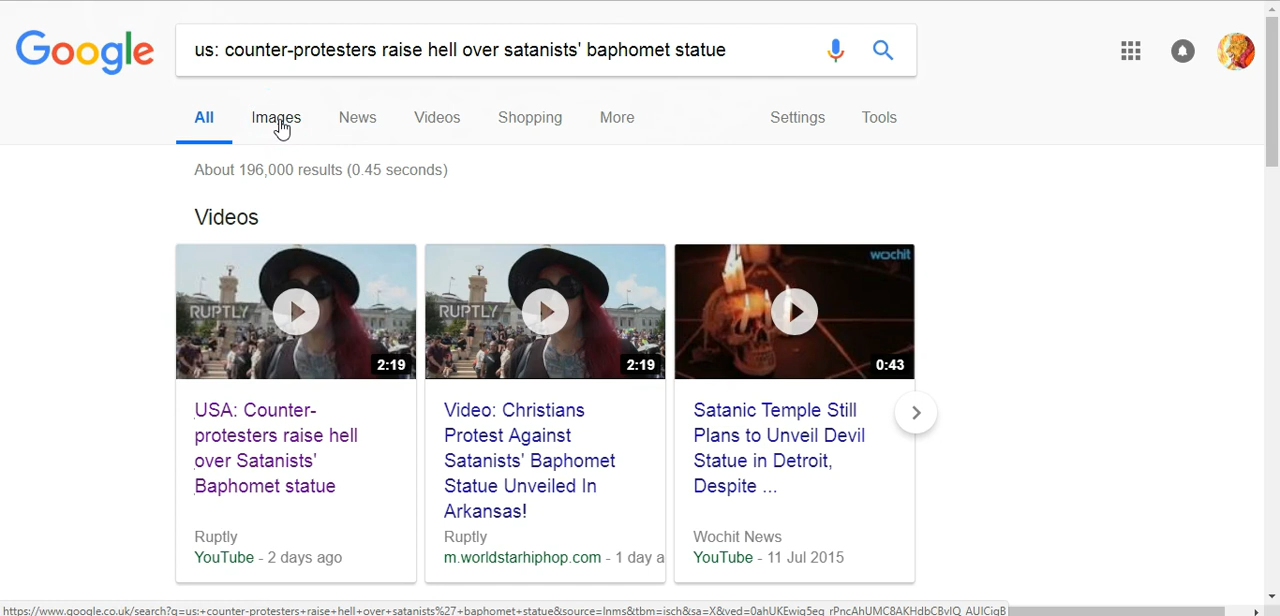 Google
us: counter-protesters raise hell over satanists' baphomet statue
All Images News Videos Shopping More Settings Tools
About 196,000 results (0.45 seconds)
Videos
RUPTLY
2:19
RUPTLY
2:19
wochit
0:43
USA: Counter-
protesters raise hell
over Satanists'
Baphomet statue
Ruptly
YouTube - 2 days ago
Video: Christians
Protest Against
Satanists' Baphomet
Statue Unveiled In
Arkansas!
Ruptly
m.worldstarhiphop.com - 1 day a
Satanic Temple Still
Plans to Unveil Devil
Statue in Detroit,
Despite ...
Wochit News
YouTube - 11 Jul 2015